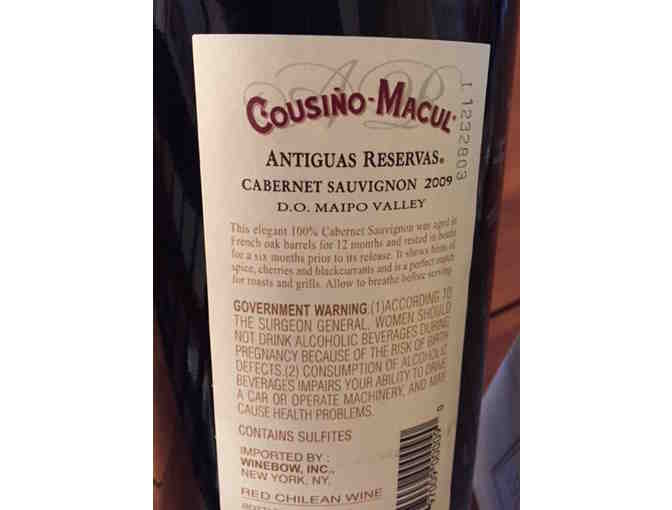 Cousiño-Macul
Antiguas Reservas®
CABERNET SAUVIGNON 2009
D.O. MAIPO VALLEY
This elegant 100% Cabernet Sauvignon was aged in
French oak barrels for 12 months and rested in bottle
for a six months prior to its release. It shows hints of
spice, cherries and blackcurrants and is a perfect match
for roasts and grills. Allow to breathe before serving.
GOVERNMENT WARNING:(1)ACCORDING TO
THE SURGEON GENERAL, WOMEN SHOULD
NOT DRINK ALCOHOLIC BEVERAGES DURING
PREGNANCY BECAUSE OF THE RISK OF BIRTH
DEFECTS.(2) CONSUMPTION OF ALCOHOLIC
BEVERAGES IMPAIRS YOUR ABILITY TO DRIVE
A CAR OR OPERATE MACHINERY, AND MAY
CAUSE HEALTH PROBLEMS.
CONTAINS SULFITES
IMPORTED BY :
WINEBOW, INC.,
NEW YORK, NY.
RED CHILEAN WINE
L 1232803